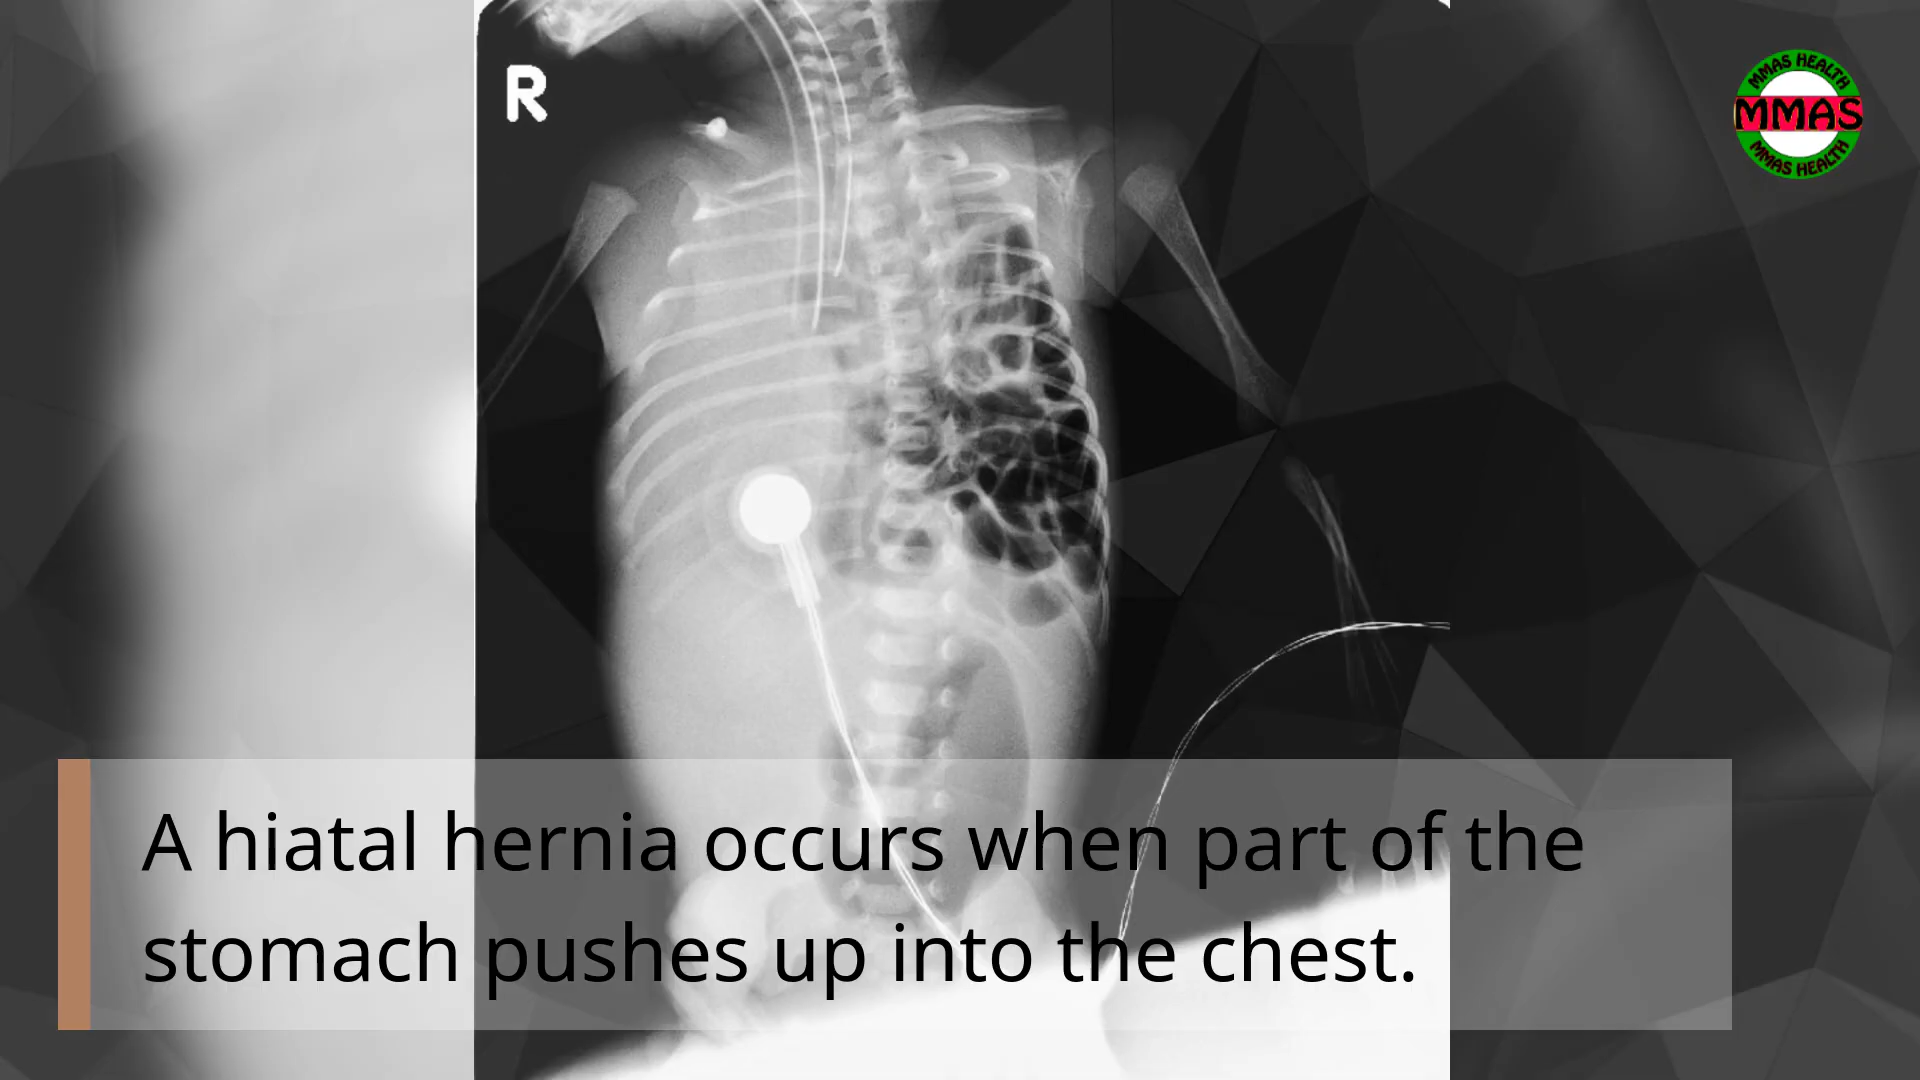 R
MMAS HEALTH
MMAS
MMAS HEALTH
A hiatal hernia occurs when part of the
stomach pushes up into the chest.